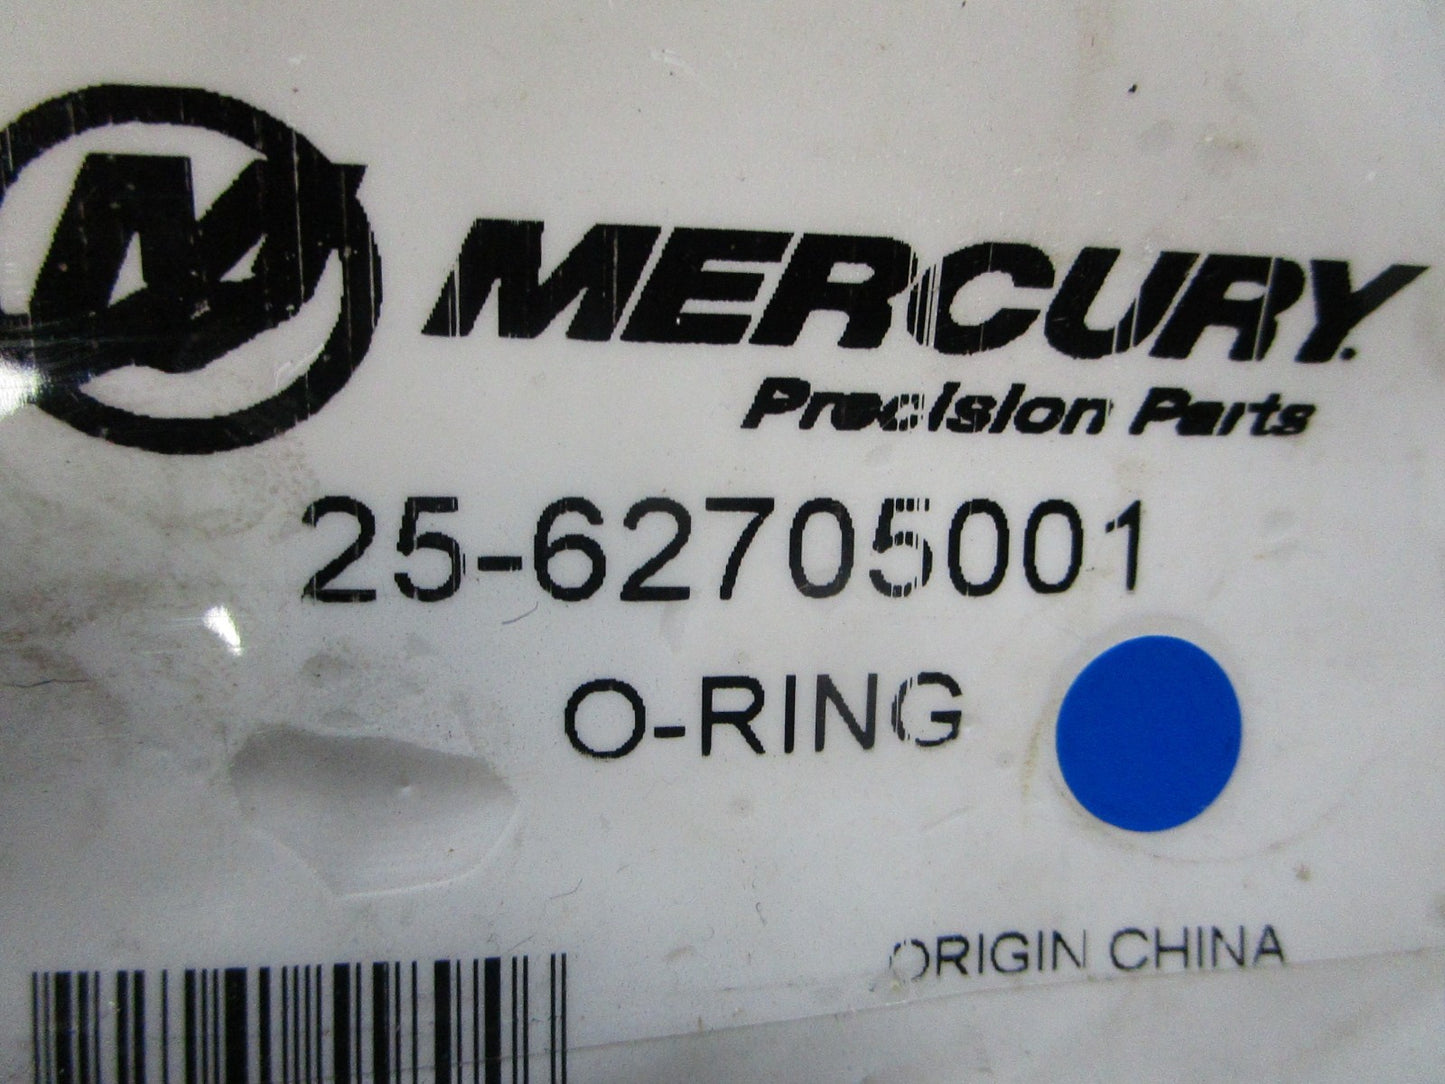 MERCURY
Precision Parts
25-62705001
O-RING
ORIGIN CHINA